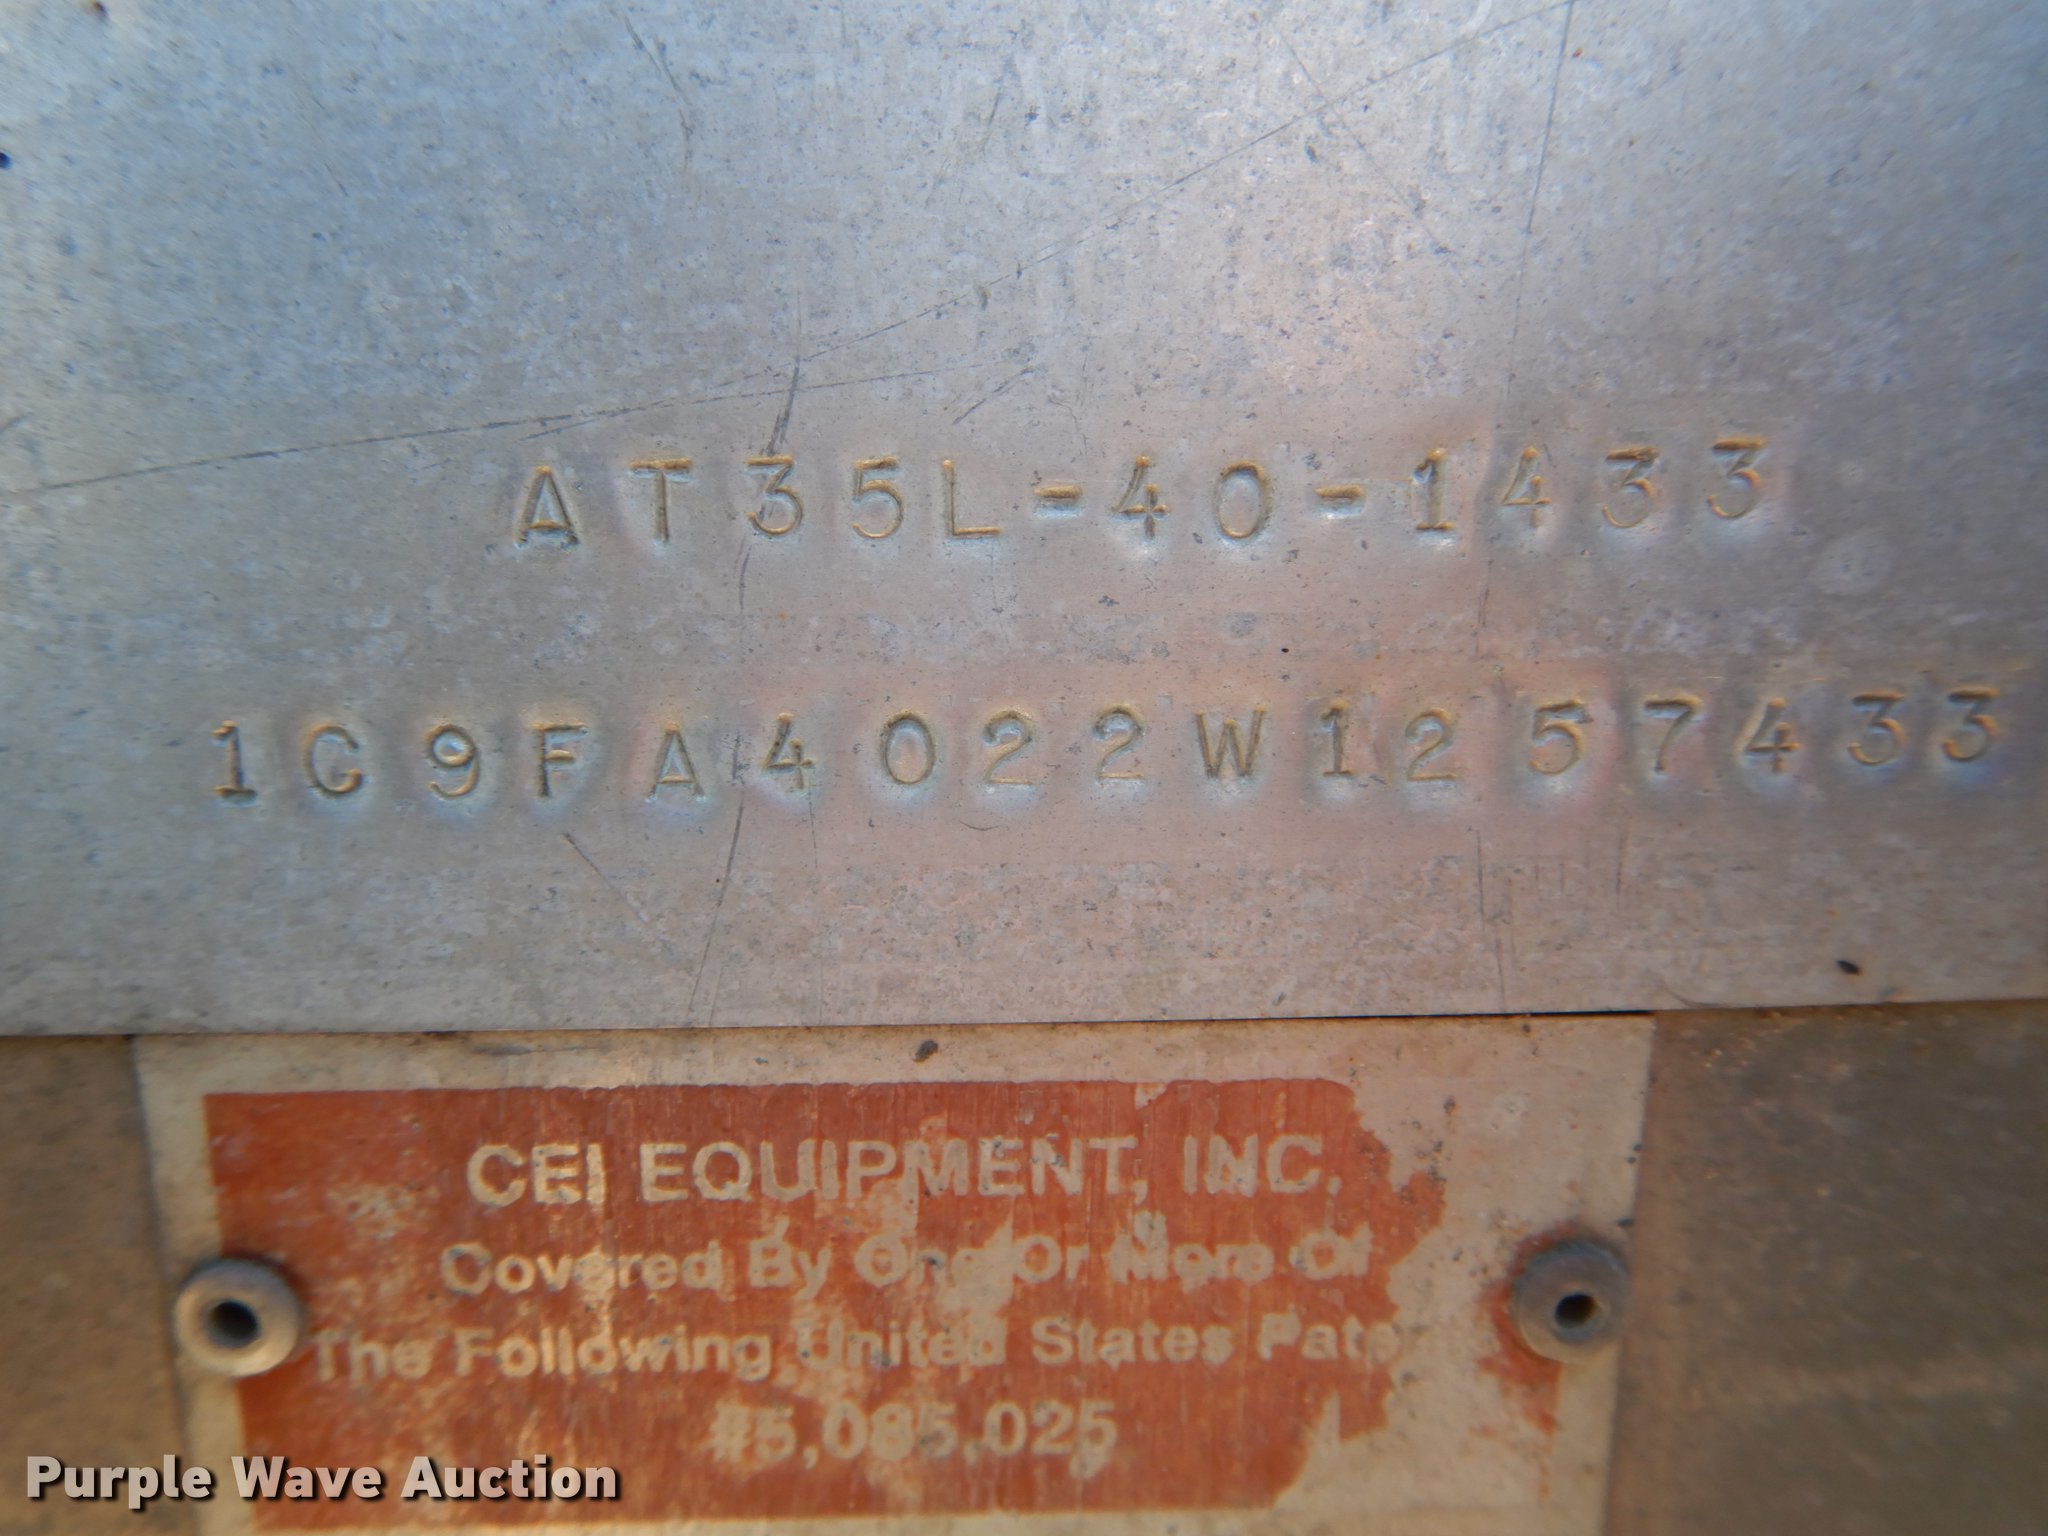 AT35L-40-1433
1C9FA4022W1257433
CEI EQUIPMENT, INC.
Covered By One Or More Of
The Following United States Patents
#5,085,025
Purple Wave Auction